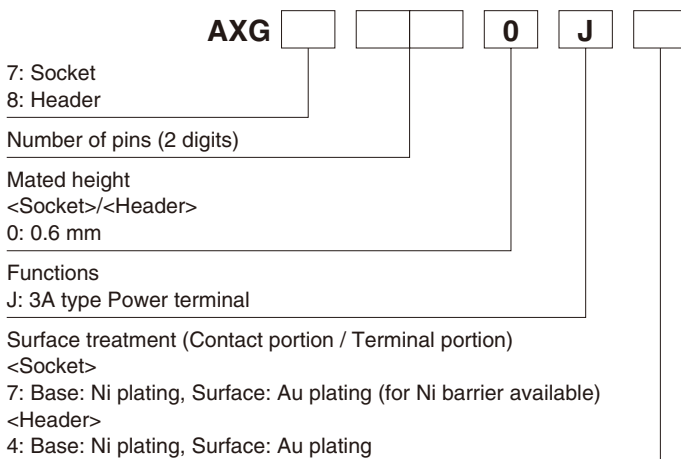 AXG 0 J
7: Socket
8: Header
Number of pins (2 digits)
Mated height
<Socket>/<Header>
0: 0.6 mm
Functions
J: 3A type Power terminal
Surface treatment (Contact portion / Terminal portion)
<Socket>
7: Base: Ni plating, Surface: Au plating (for Ni barrier available)
<Header>
4: Base: Ni plating, Surface: Au plating